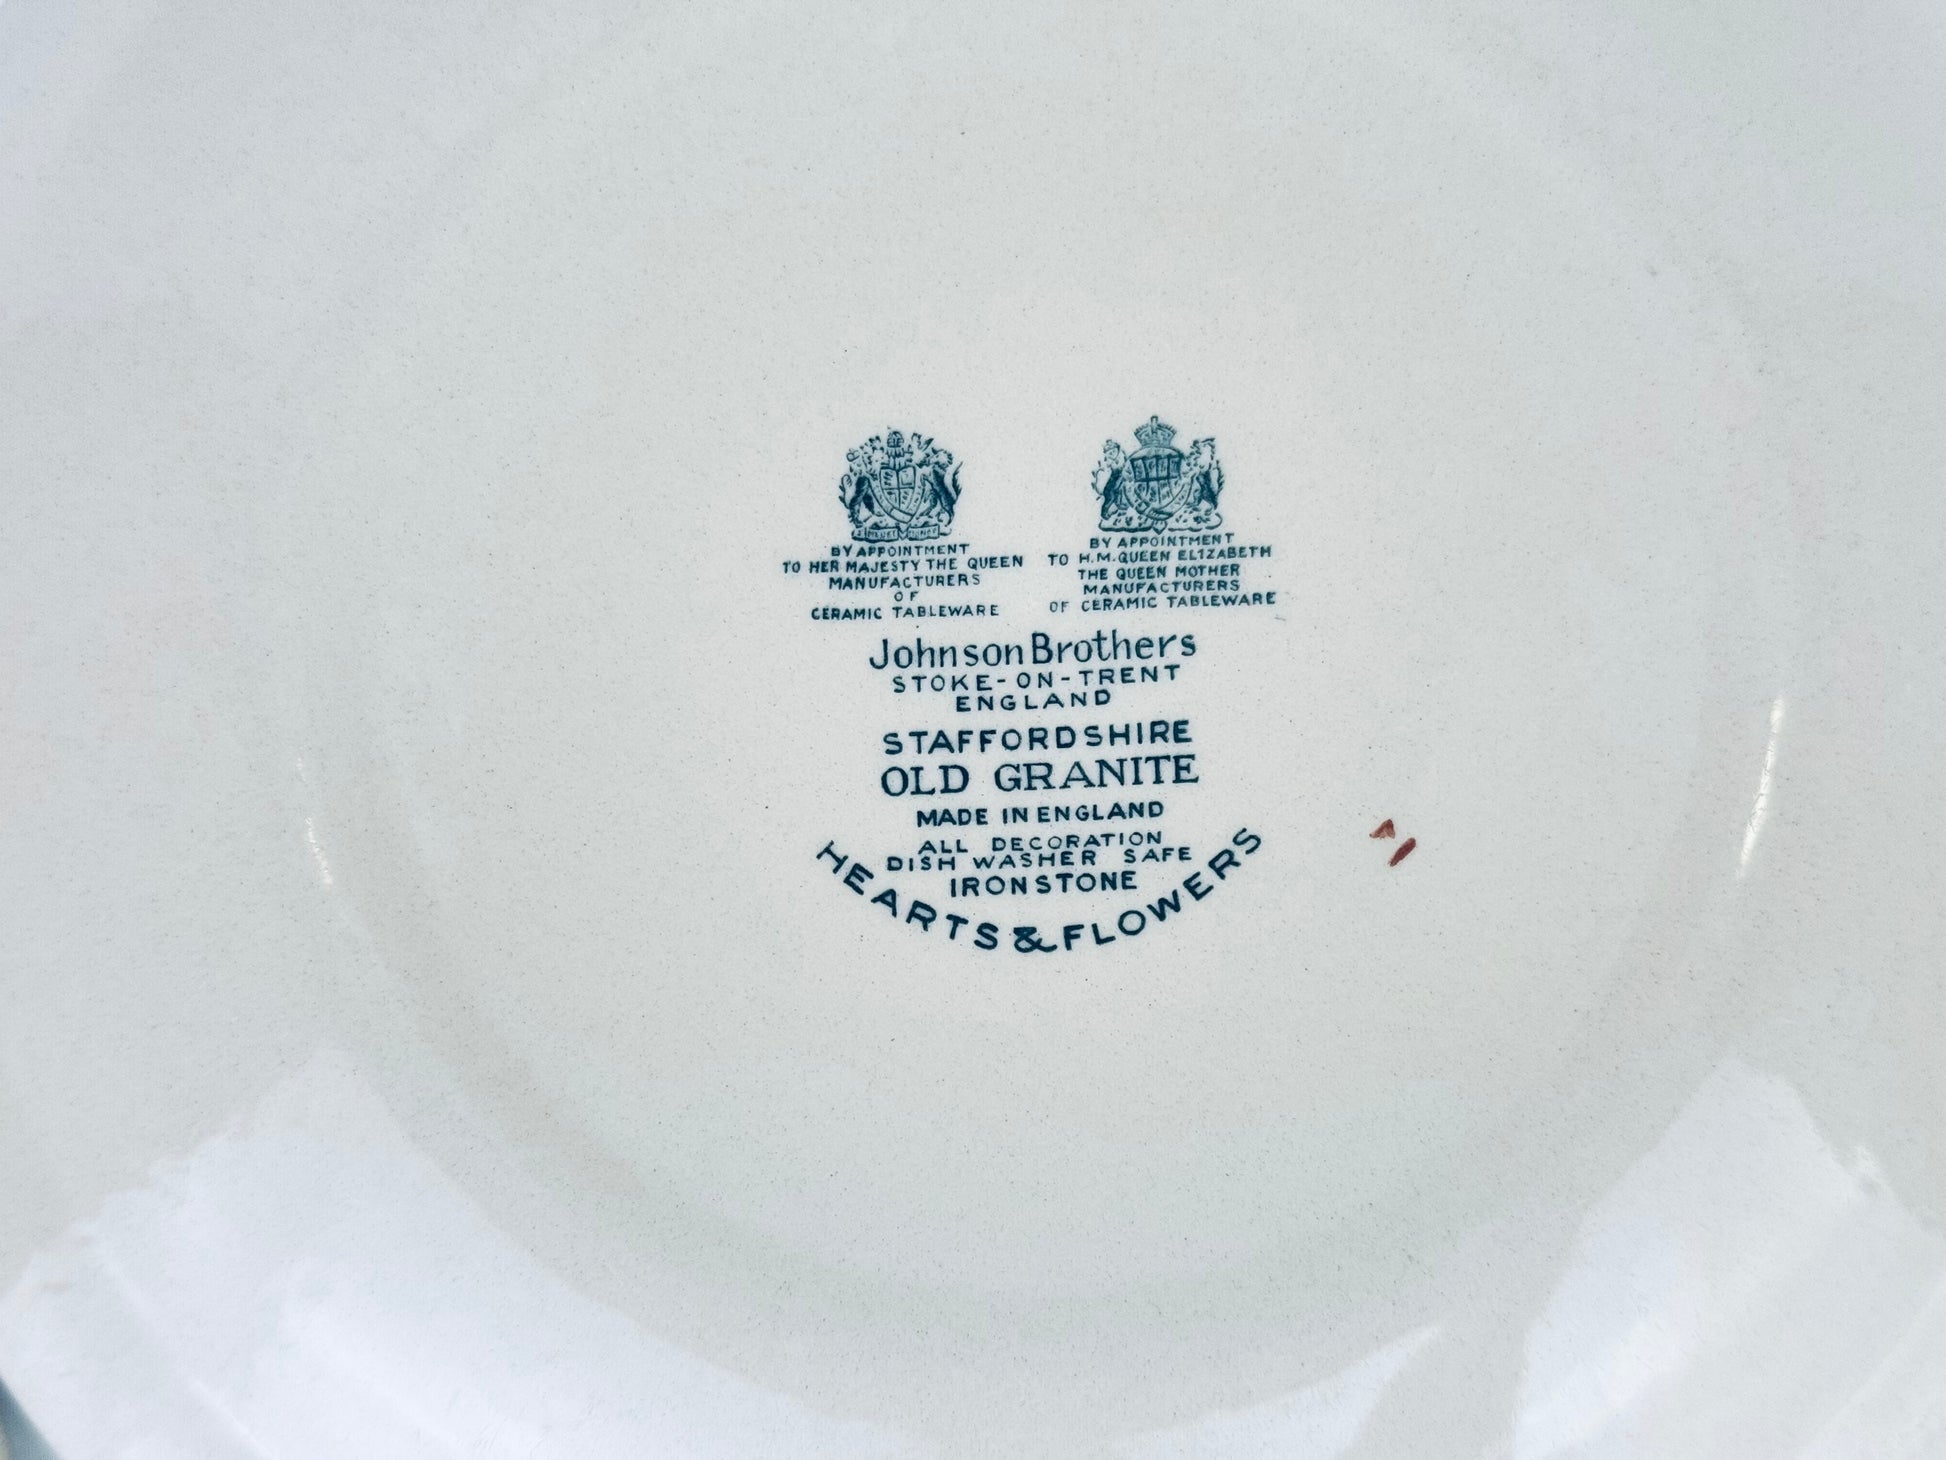 BY APPOINTMENT
TO HER MAJESTY THE QUEEN
MANUFACTURERS
OF
CERAMIC TABLEWARE
BY APPOINTMENT
TO H.M. QUEEN ELIZABETH
THE QUEEN MOTHER
MANUFACTURERS
OF CERAMIC TABLEWARE
Johnson Brothers
STOKE-ON-TRENT
ENGLAND
STAFFORDSHIRE
OLD GRANITE
MADE IN ENGLAND
ALL DECORATION
DISH WASHER SAFE
IRONSTONE
HEARTS & FLOWERS